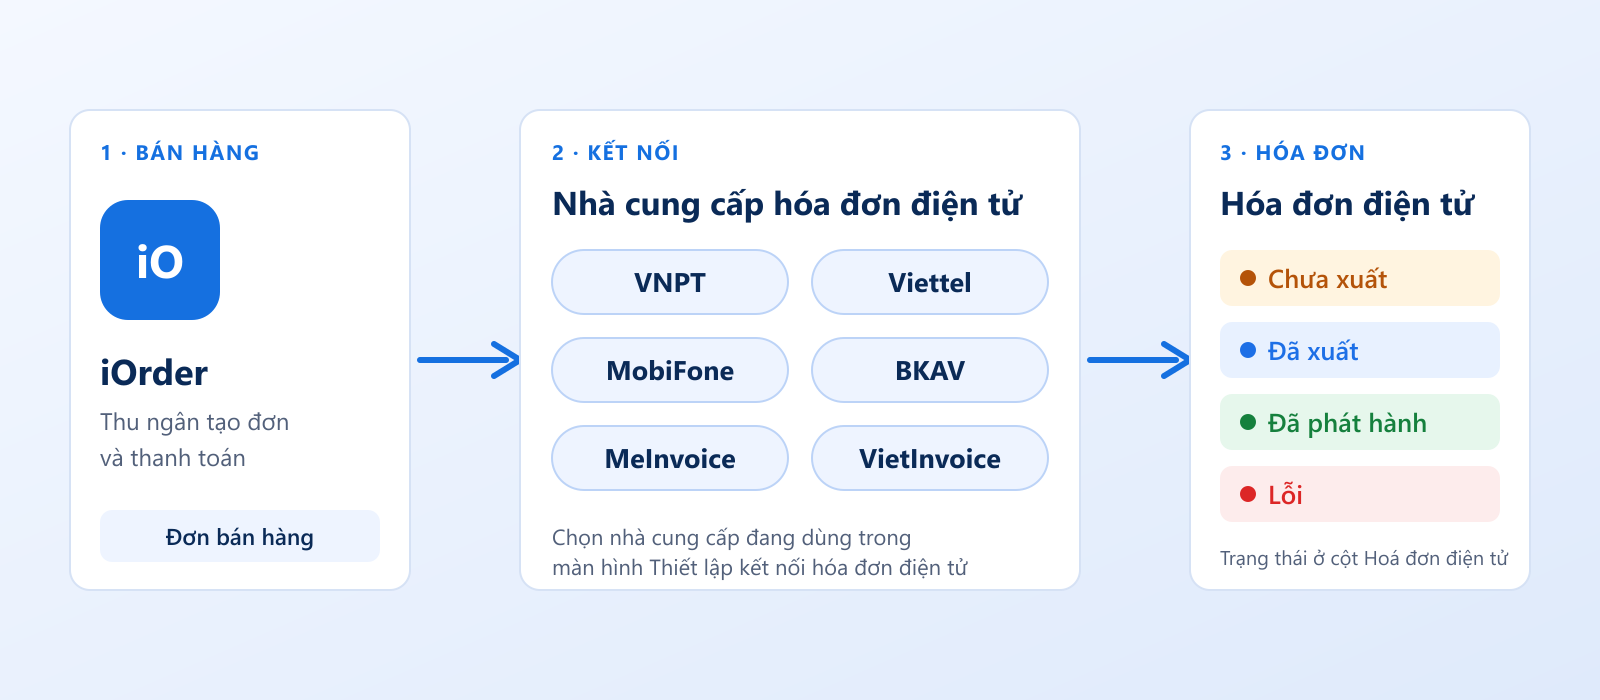 1 · BÁN HÀNG
iO
iOrder
Thu ngân tạo đơn
và thanh toán
Đơn bán hàng
2 · KẾT NỐI
Nhà cung cấp hóa đơn điện tử
VNPT
Viettel
MobiFone
BKAV
MeInvoice
VietInvoice
Chọn nhà cung cấp đang dùng trong
màn hình Thiết lập kết nối hóa đơn điện tử
3 · HÓA ĐƠN
Hóa đơn điện tử
Chưa xuất
Đã xuất
Đã phát hành
Lỗi
Trạng thái ở cột Hoá đơn điện tử